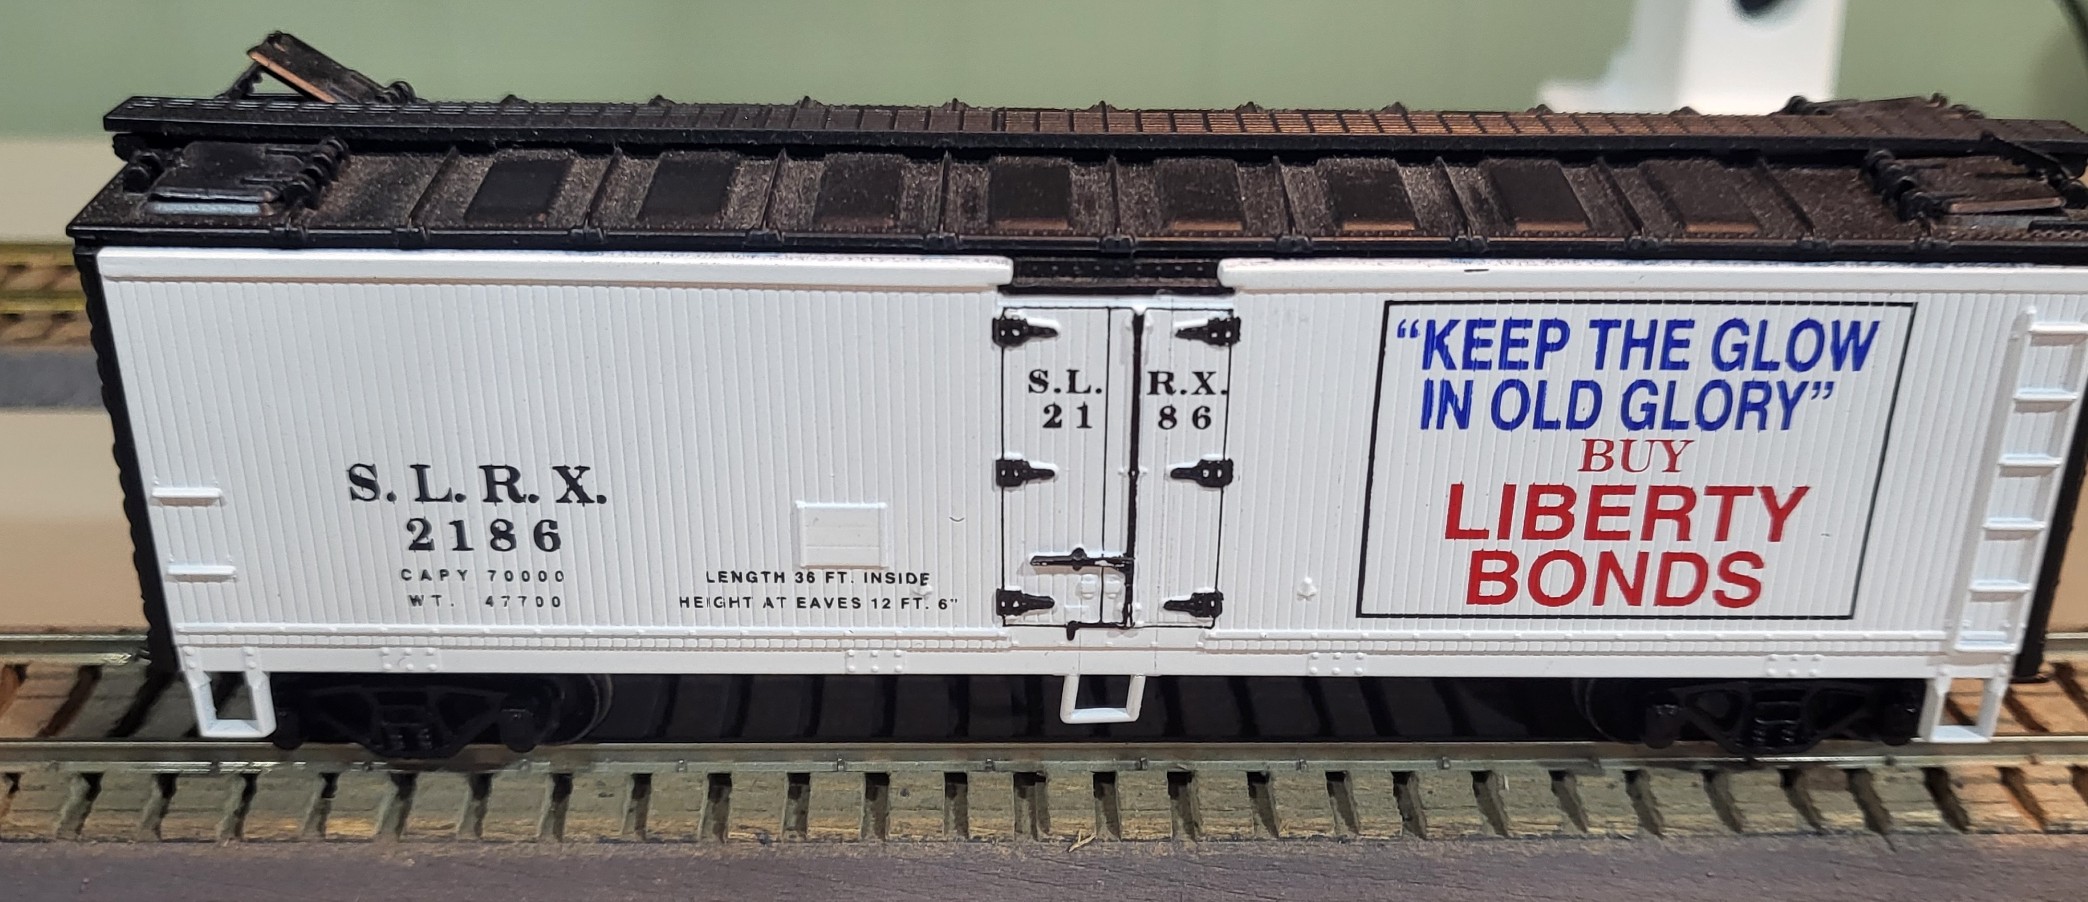 S. L. R. X.
2186
CAPY 70000
WT. 47700
LENGTH 36 FT. INSIDE
HEIGHT AT EAVES 12 FT. 6"
S.L. R.X.
21 86
“KEEP THE GLOW
IN OLD GLORY”
BUY
LIBERTY
BONDS